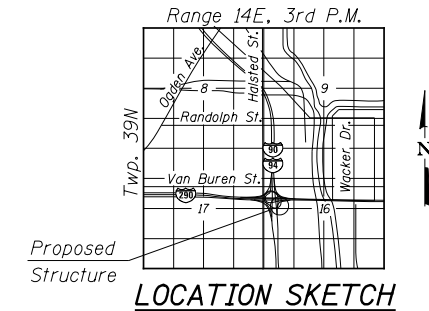 Range 14E, 3rd P.M.
Twp. 39N
Ogden Ave.
Halsted St.
8
9
Randolph St.
90
94
Wacker Dr.
N
Van Buren St.
290
17
16
Proposed
Structure
LOCATION SKETCH